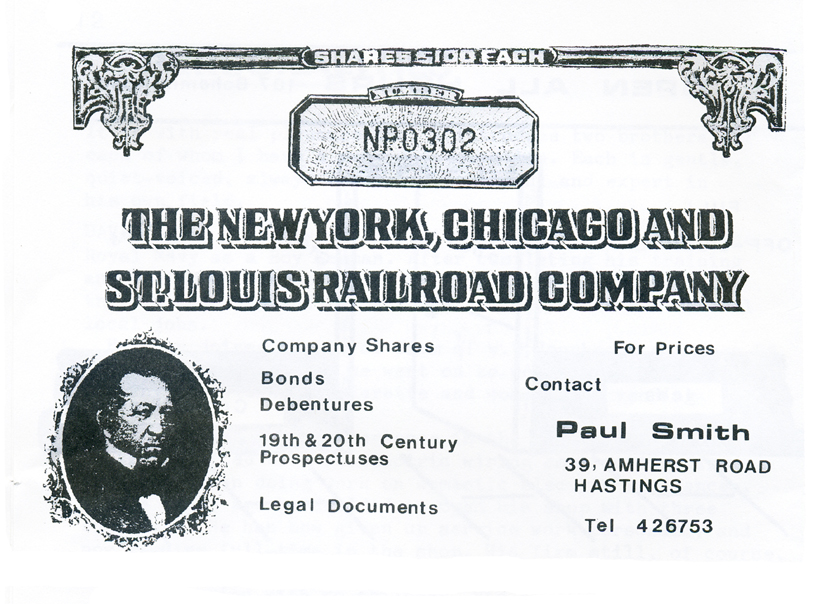 SHARES $100 EACH
NUMBER
NP0302
THE NEW YORK, CHICAGO AND
ST. LOUIS RAILROAD COMPANY
Company Shares
Bonds
Debentures
19th & 20th Century
Prospectuses
Legal Documents
For Prices
Contact
Paul Smith
39, AMHERST ROAD
HASTINGS
Tel 426753